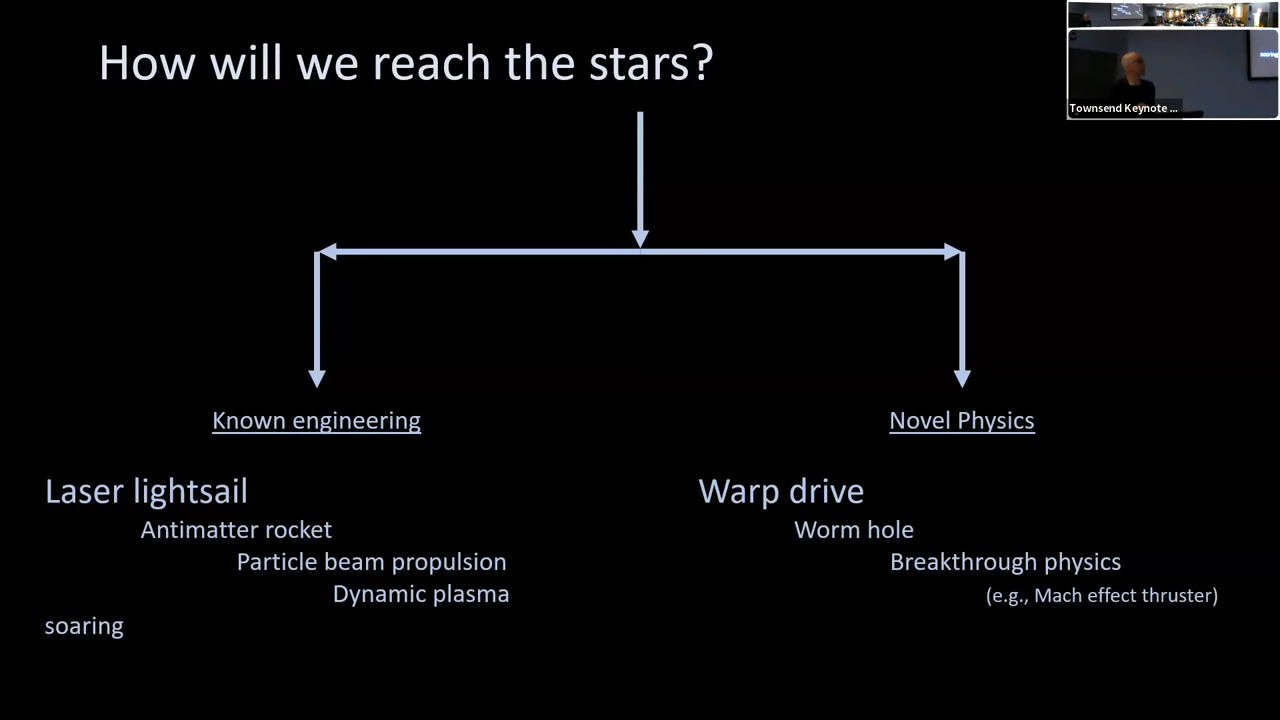 How will we reach the stars?
soaring
Townsend Keynote ...
Known engineering
Novel Physics
Laser lightsail
Antimatter rocket
Particle beam propulsion
Dynamic plasma
soaring
Warp drive
Worm hole
Breakthrough physics
(e.g., Mach effect thruster)